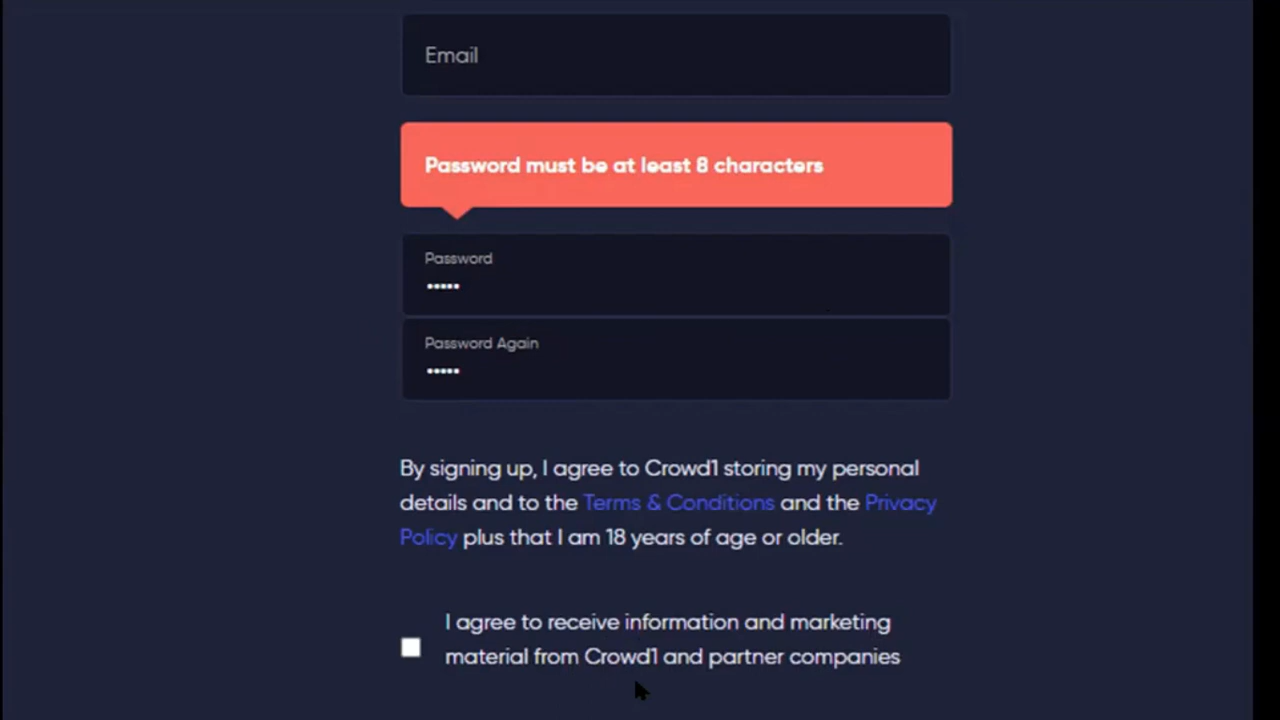 Email
Password must be at least 8 characters
Password
•••••
Password Again
•••••
By signing up, I agree to Crowd1 storing my personal
details and to the Terms & Conditions and the Privacy
Policy plus that I am 18 years of age or older.
I agree to receive information and marketing
material from Crowd1 and partner companies